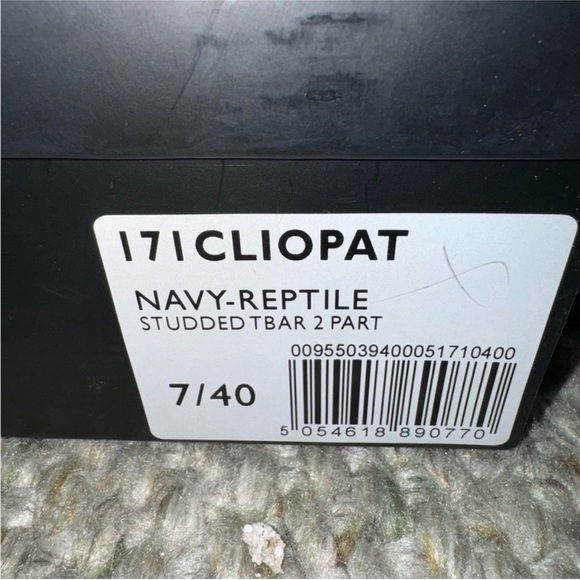 171CLIOPAT
NAVY-REPTILE
STUDDED TBAR 2 PART
00955039400051710400
7/40
5 054618 890770